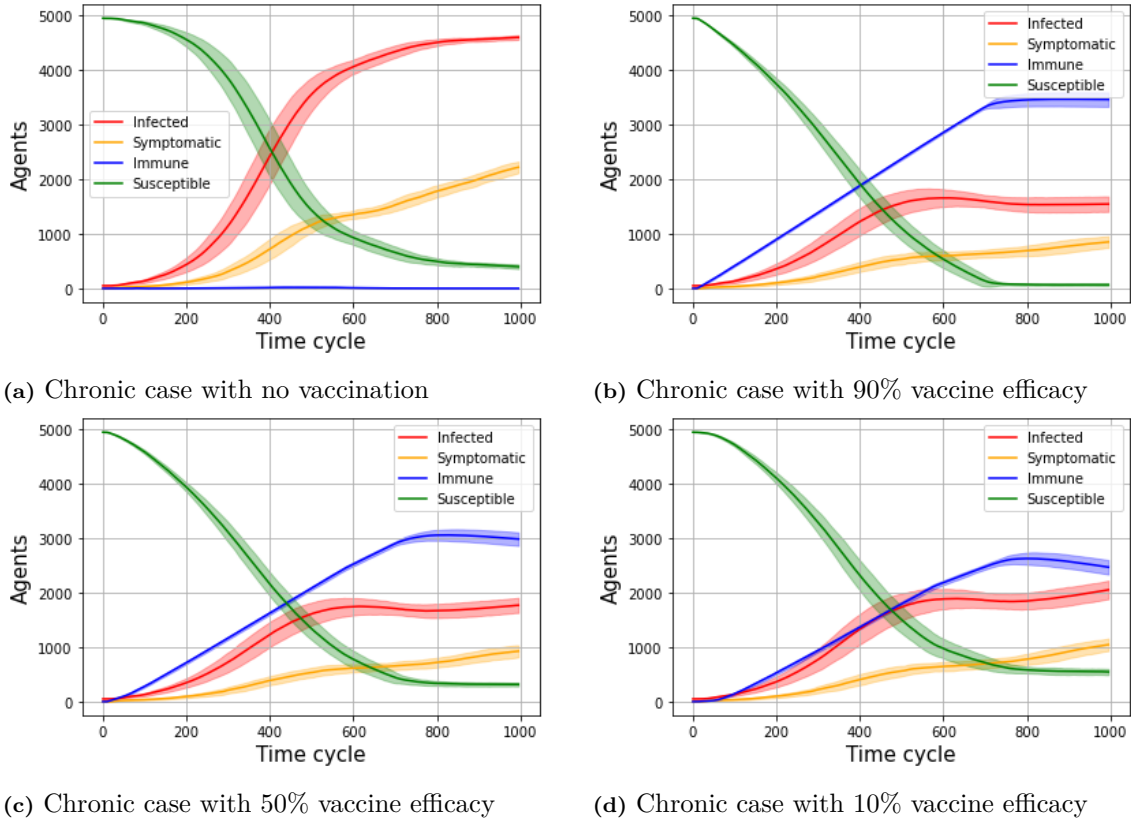 5000
4000
3000
2000
1000
0
Agents
Infected
Symptomatic
Immune
Susceptible
0 200 400 600 800 1000
Time cycle
(a) Chronic case with no vaccination
5000
4000
3000
2000
1000
0
Agents
Infected
Symptomatic
Immune
Susceptible
0 200 400 600 800 1000
Time cycle
(b) Chronic case with 90% vaccine efficacy
5000
4000
3000
2000
1000
0
Agents
Infected
Symptomatic
Immune
Susceptible
0 200 400 600 800 1000
Time cycle
(c) Chronic case with 50% vaccine efficacy
5000
4000
3000
2000
1000
0
Agents
Infected
Symptomatic
Immune
Susceptible
0 200 400 600 800 1000
Time cycle
(d) Chronic case with 10% vaccine efficacy